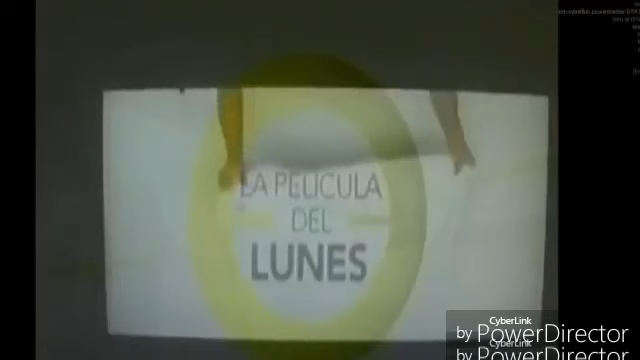 LA PELICULA
DEL
LUNES
CyberLink
by PowerDirector
CyberLink
by PowerDirector